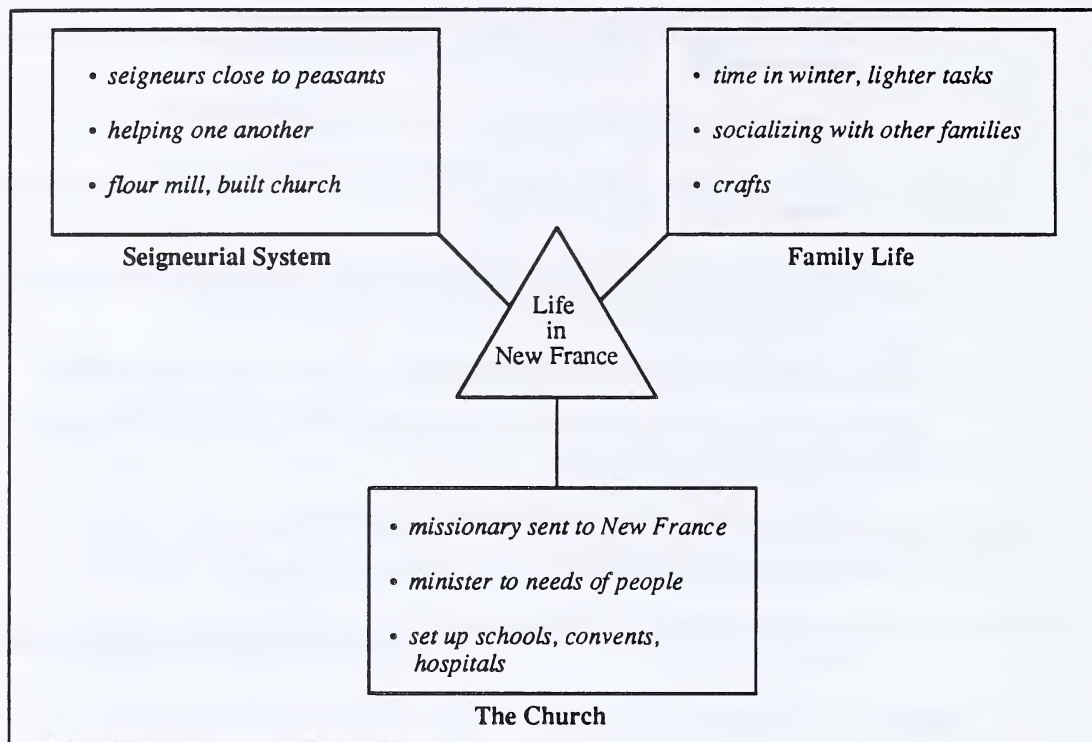 • seigneurs close to peasants
• helping one another
• flour mill, built church
Seigneurial System
• time in winter, lighter tasks
• socializing with other families
• crafts
Family Life
Life
in
New France
• missionary sent to New France
• minister to needs of people
• set up schools, convents,
hospitals
The Church